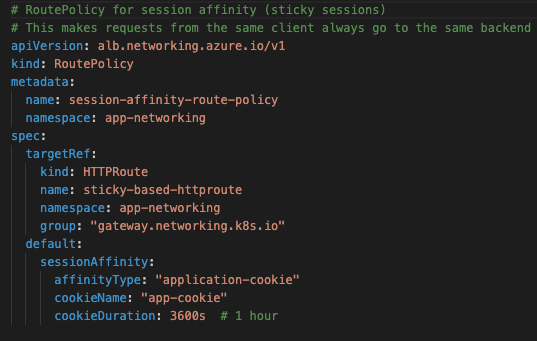 # RoutePolicy for session affinity (sticky sessions)
# This makes requests from the same client always go to the same backend
apiVersion: alb.networking.azure.io/v1
kind: RoutePolicy
metadata:
  name: session-affinity-route-policy
  namespace: app-networking
spec:
  targetRef:
    kind: HTTPRoute
    name: sticky-based-httproute
    namespace: app-networking
    group: "gateway.networking.k8s.io"
  default:
    sessionAffinity:
      affinityType: "application-cookie"
      cookieName: "app-cookie"
      cookieDuration: 3600s  # 1 hour